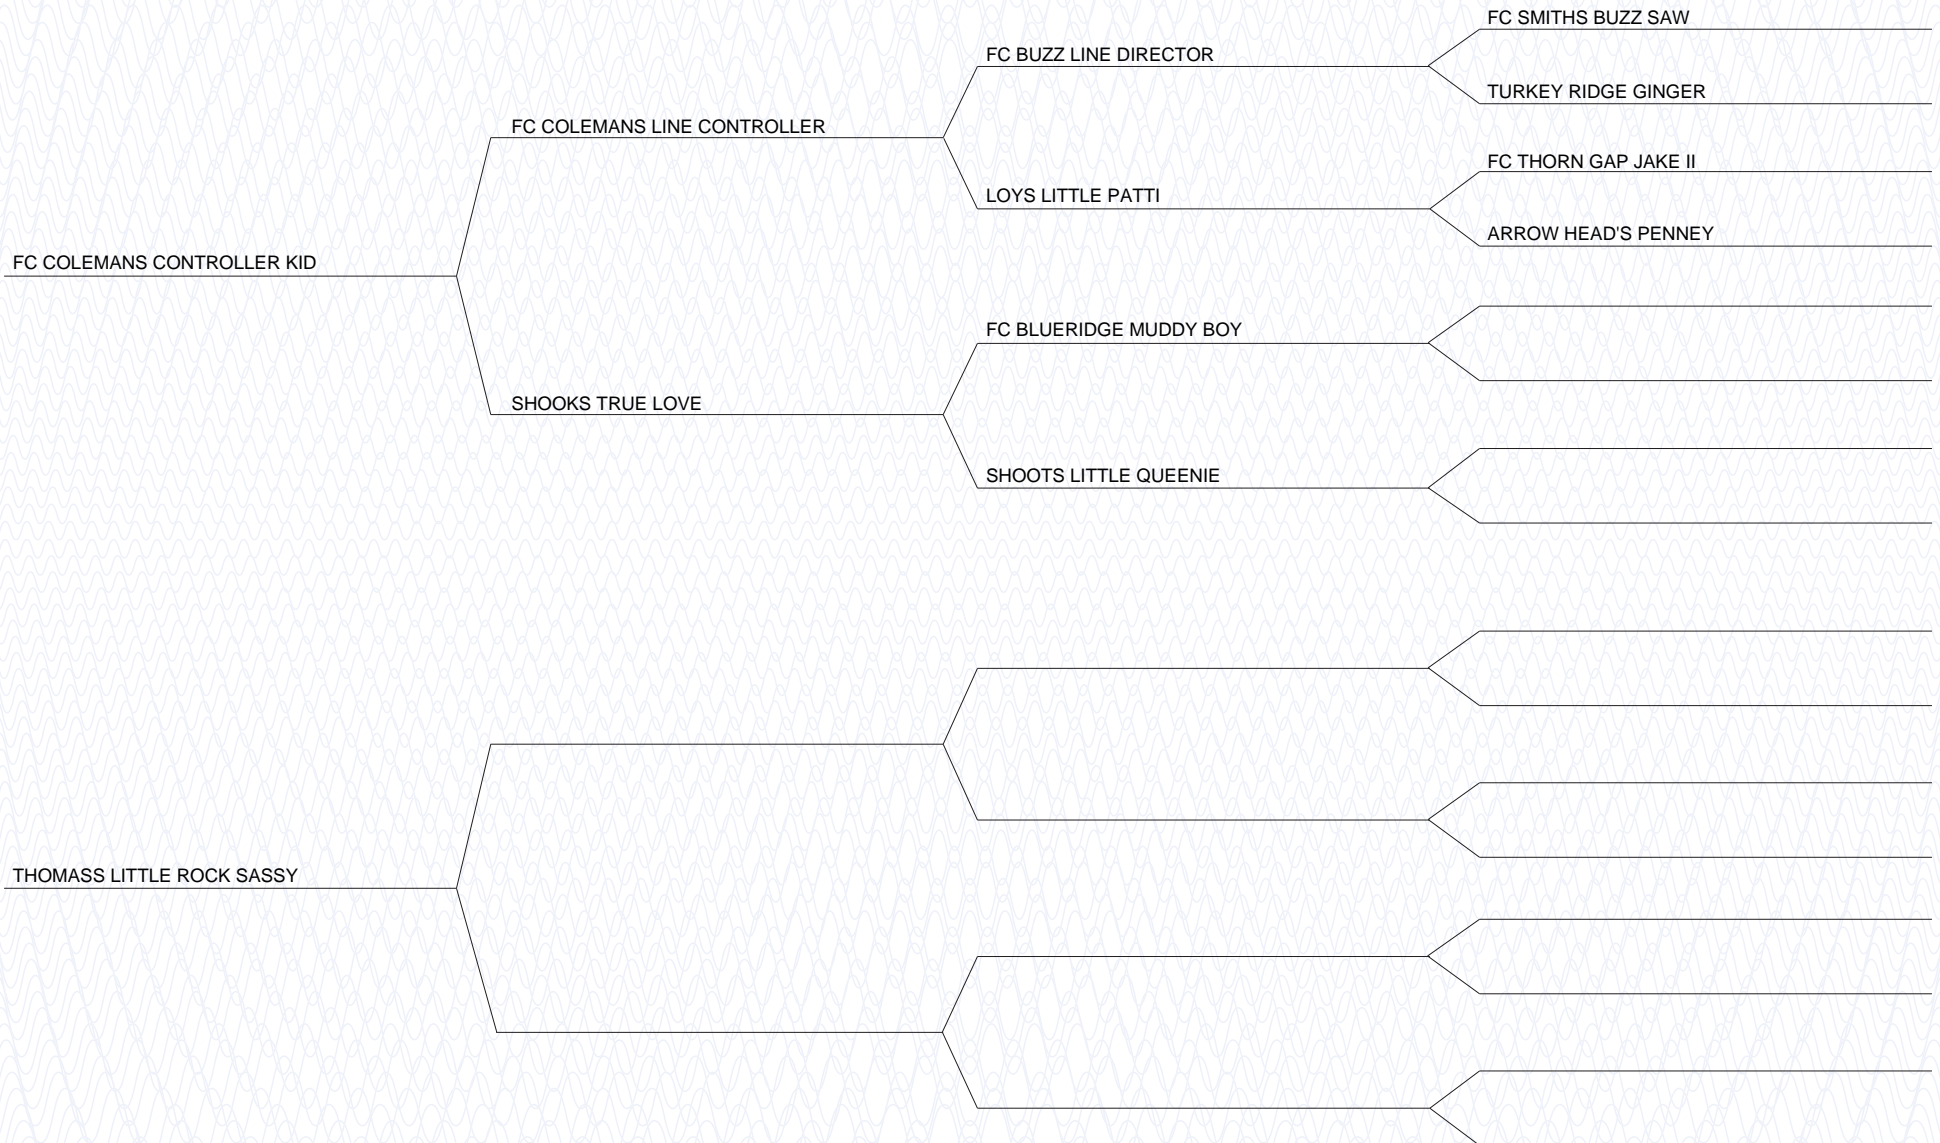 FC SMITHS BUZZ SAW
FC BUZZ LINE DIRECTOR
TURKEY RIDGE GINGER
FC COLEMANS LINE CONTROLLER
FC THORN GAP JAKE II
LOYS LITTLE PATTI
ARROW HEAD'S PENNEY
FC COLEMANS CONTROLLER KID
FC BLUERIDGE MUDDY BOY
SHOOKS TRUE LOVE
SHOOTS LITTLE QUEENIE
THOMASS LITTLE ROCK SASSY